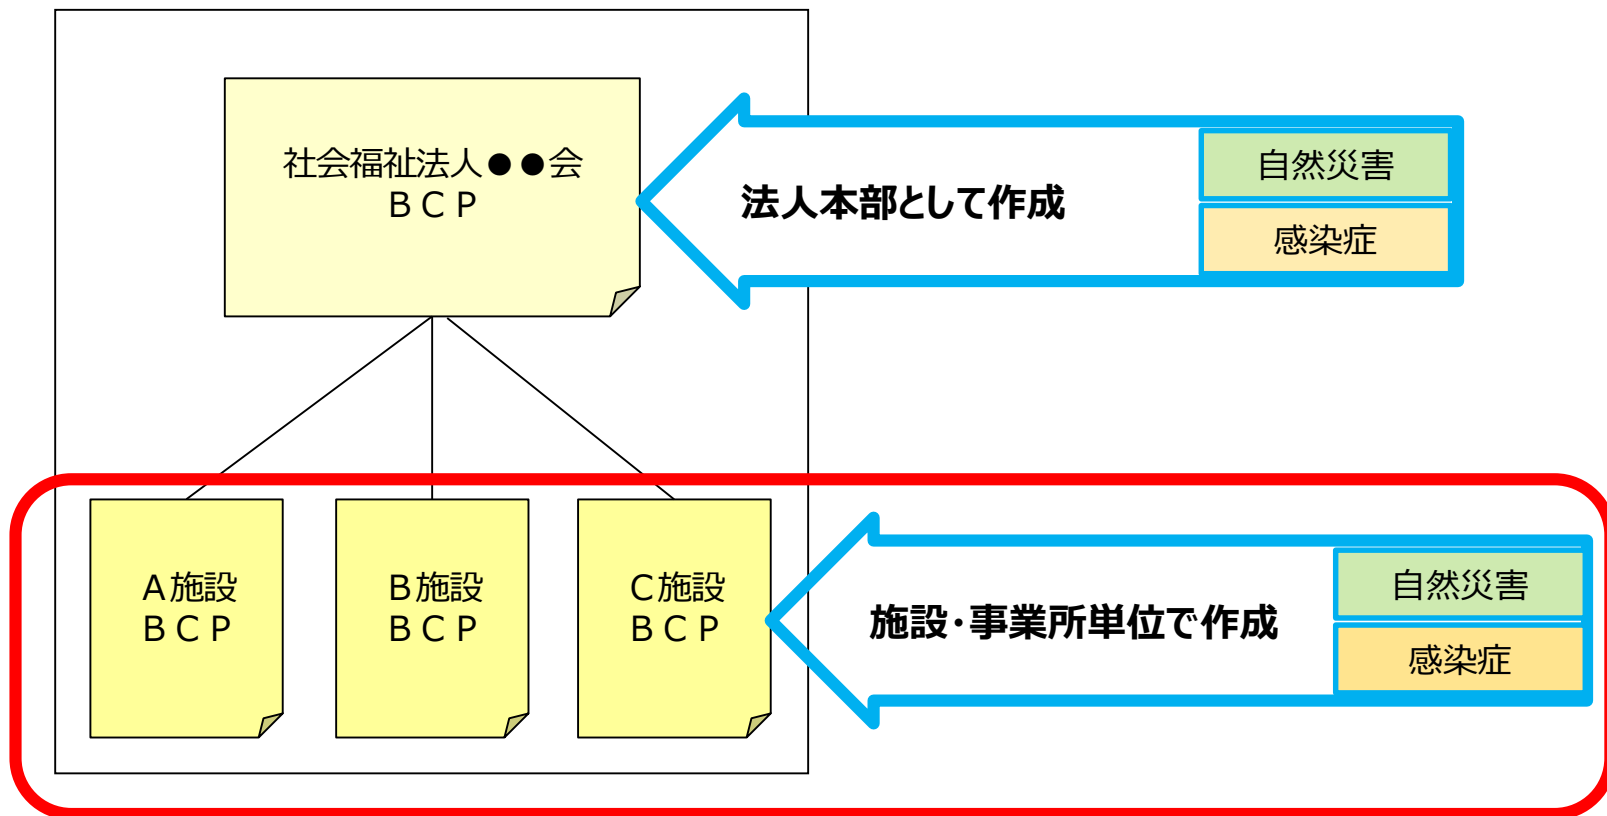 社会福祉法人●●会
ＢＣＰ
法人本部として作成
自然災害
感染症
Ａ施設
ＢＣＰ
Ｂ施設
ＢＣＰ
Ｃ施設
ＢＣＰ
施設・事業所単位で作成
自然災害
感染症